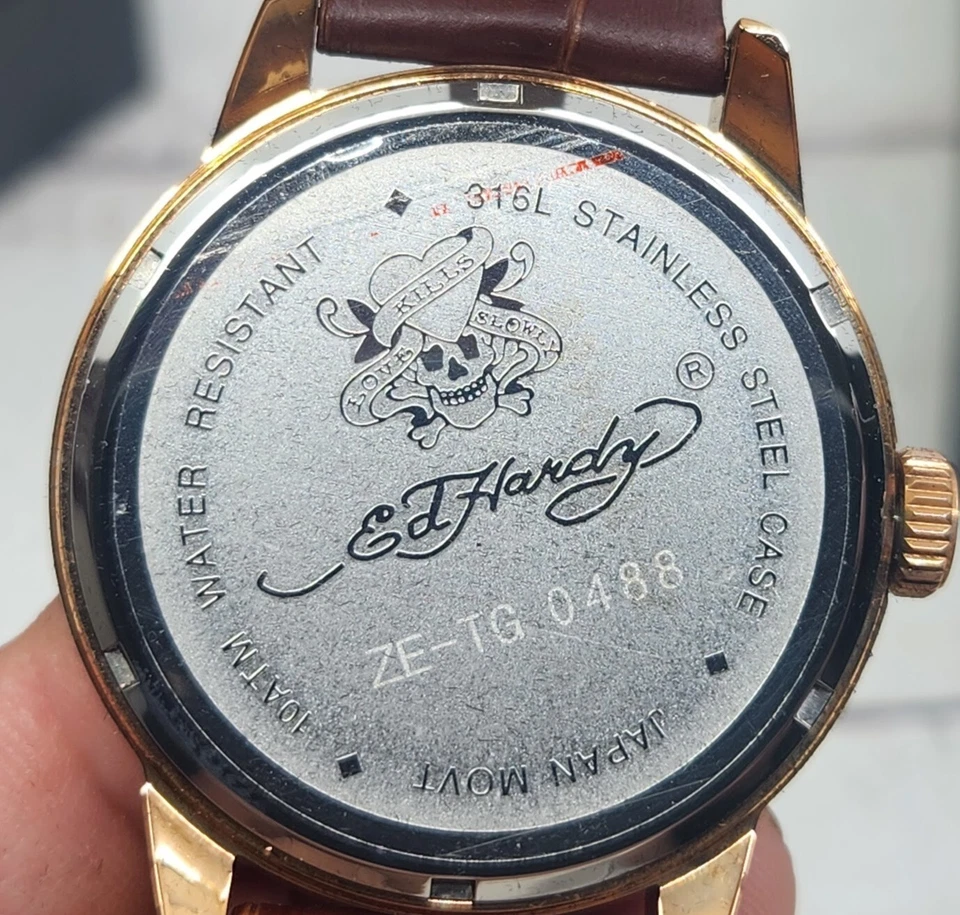 316L STAINLESS STEEL CASE
JAPAN MOVT
10ATM WATER RESISTANT
KILLS
LOVE
SLOWLY
Ed Hardy
®
ZE-TG 0488